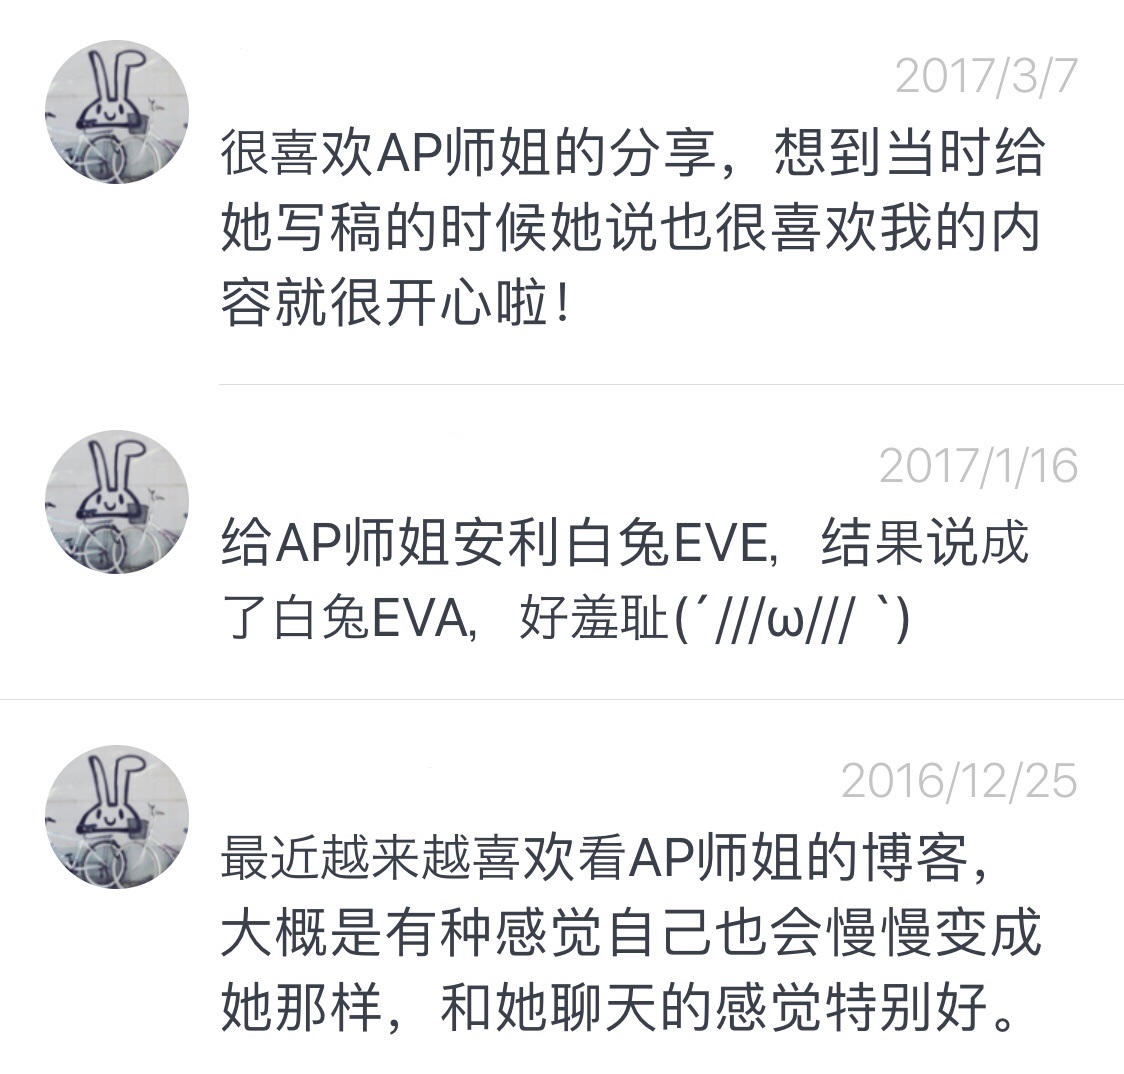 2017/3/7
很喜欢AP师姐的分享，想到当时给
她写稿的时候她说也很喜欢我的内
容就很开心啦！
2017/1/16
给AP师姐安利白兔EVE，结果说成
了白兔EVA，好羞耻(´///ω/// `)
2016/12/25
最近越来越喜欢看AP师姐的博客，
大概是有种感觉自己也会慢慢变成
她那样，和她聊天的感觉特别好。